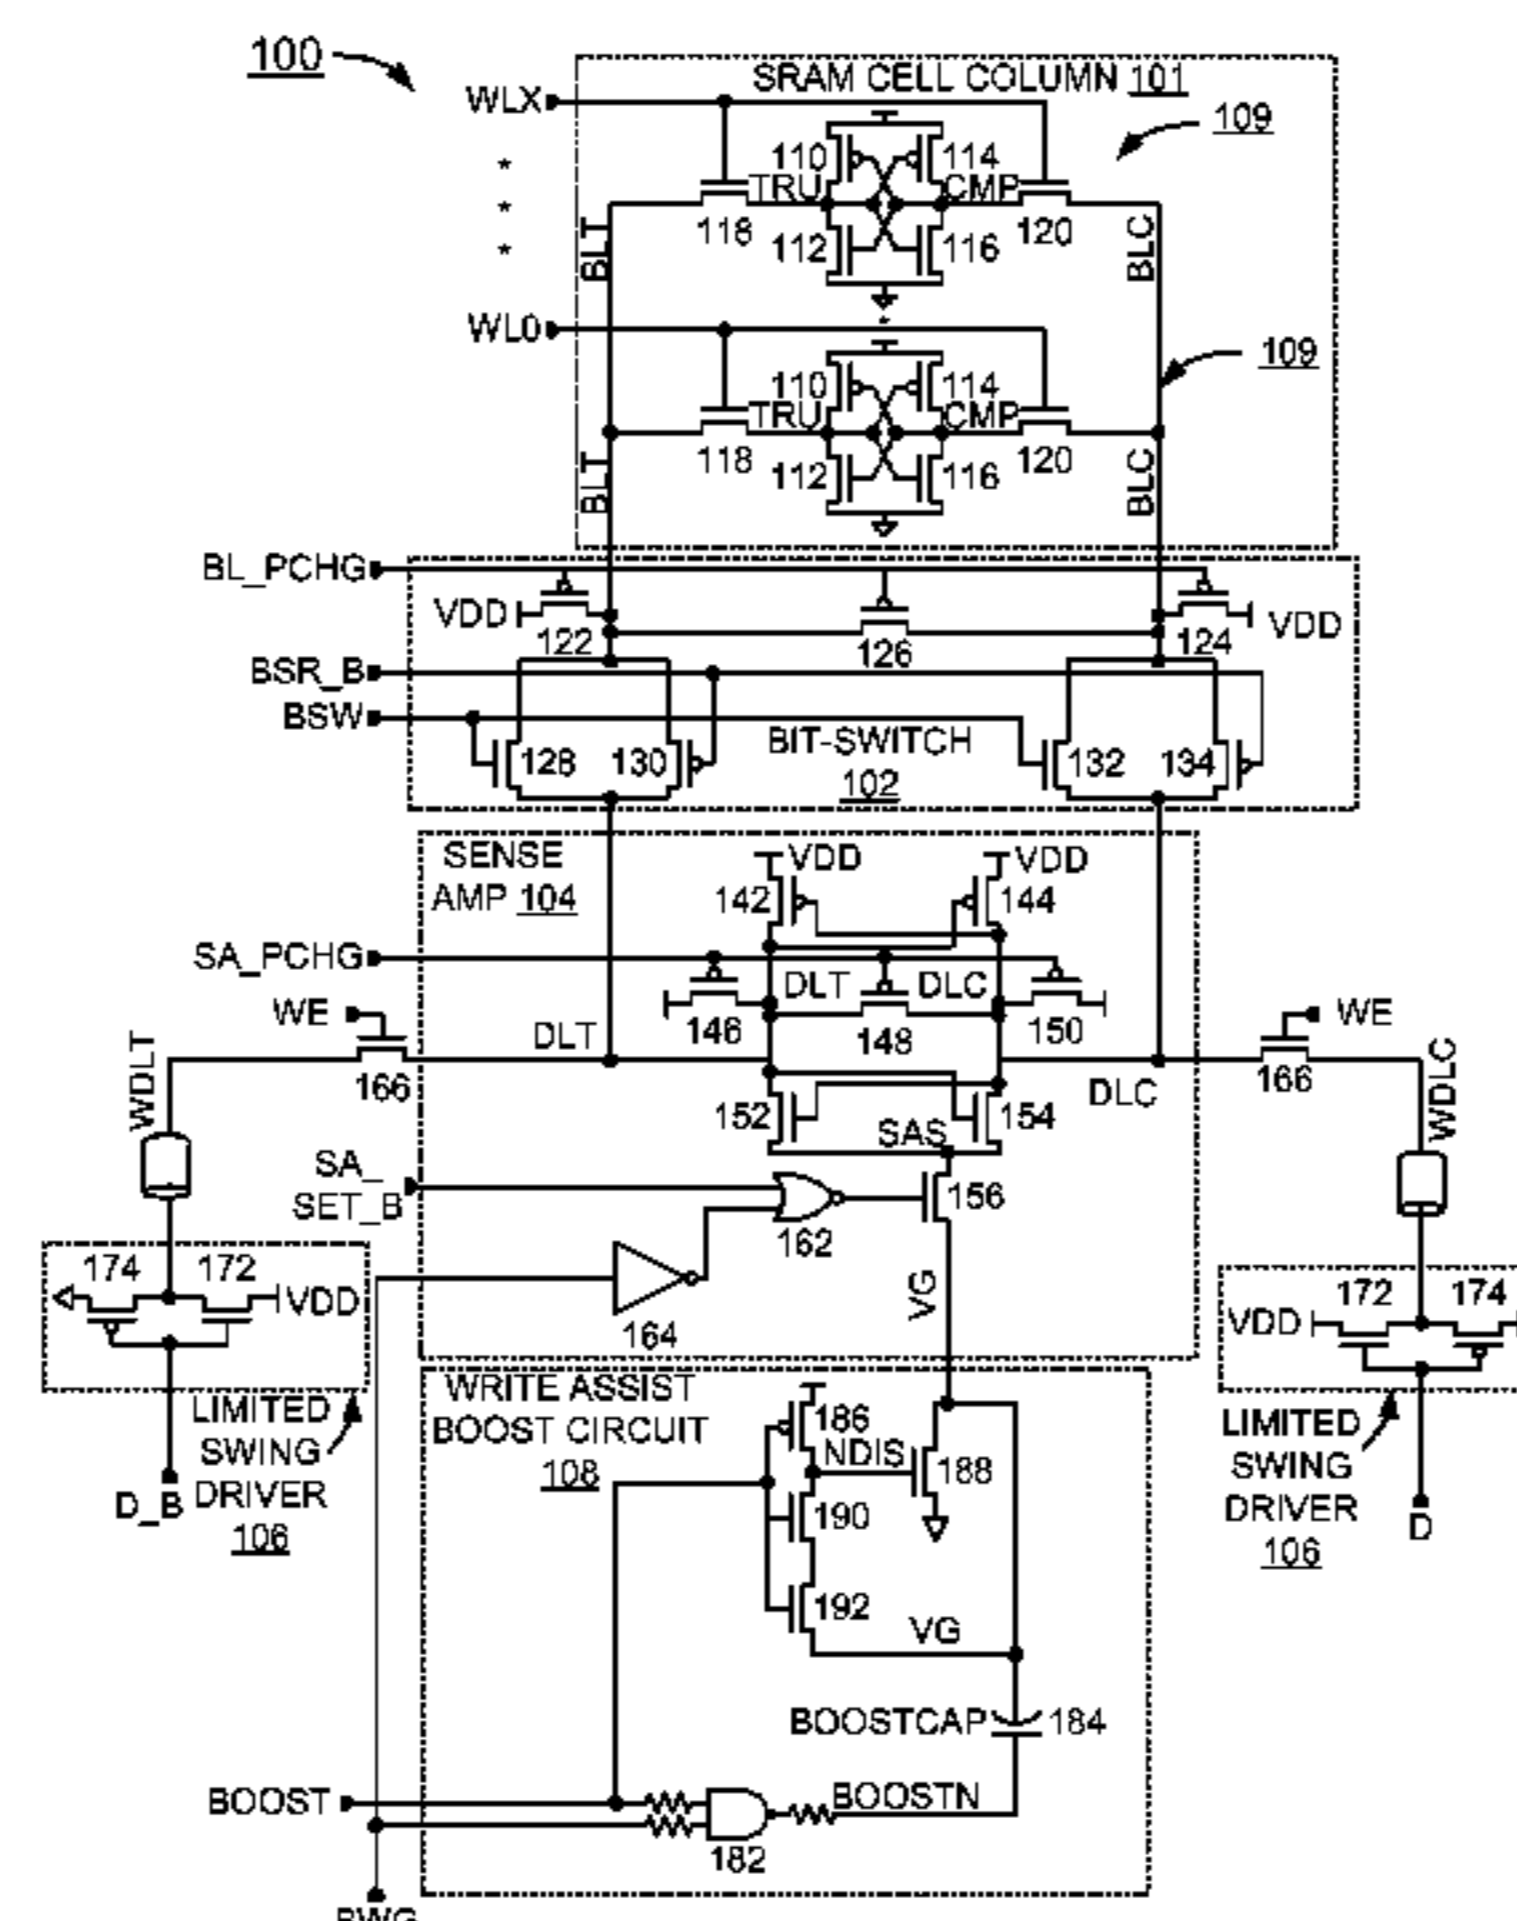 100
SRAM CELL COLUMN 101
WLX
109
110
114
TRU
CMP
118
112
116
120
*
*
*
BLT
BLC
WL0
109
110
114
TRU
CMP
118
112
116
120
BLT
BLC
BL_PCHG
VDD
122
126
124
VDD
BSR_B
BSW
128
130
BIT-SWITCH
102
132
134
SENSE
AMP 104
VDD
VDD
142
144
SA_PCHG
DLT
DLC
146
148
150
WE
WE
DLT
166
166
WDLT
WDLC
DLC
152
154
SAS
SA_
SET_B
156
162
164
VG
174
172
VDD
172
174
VDD
LIMITED
SWING
DRIVER
106
D_B
LIMITED
SWING
DRIVER
106
D
WRITE ASSIST
BOOST CIRCUIT
108
186
NDIS
188
190
192
VG
BOOSTCAP
184
BOOST
BOOSTN
182